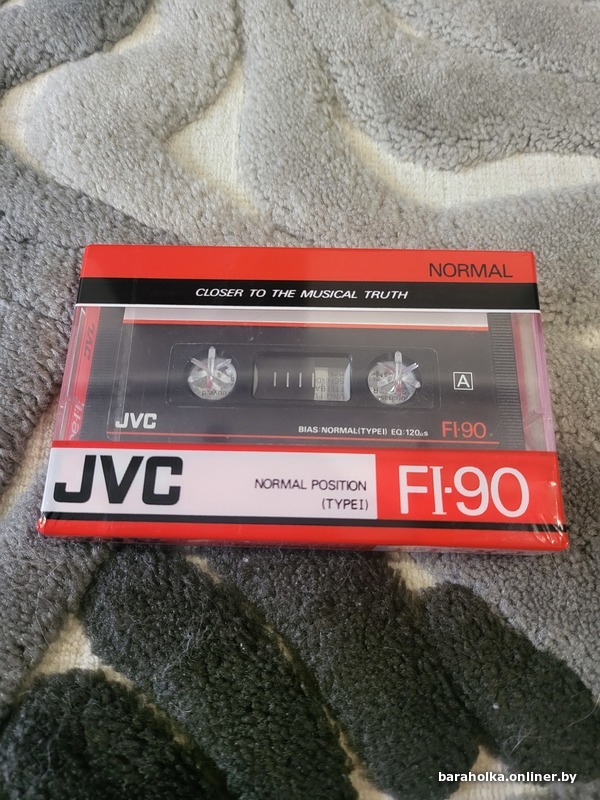 NORMAL
CLOSER TO THE MUSICAL TRUTH
A
JVC
BIAS:NORMAL(TYPEI) EQ:120µs
FI-90
JVC
NORMAL POSITION
(TYPEI)
FI-90
baraholka.onliner.by